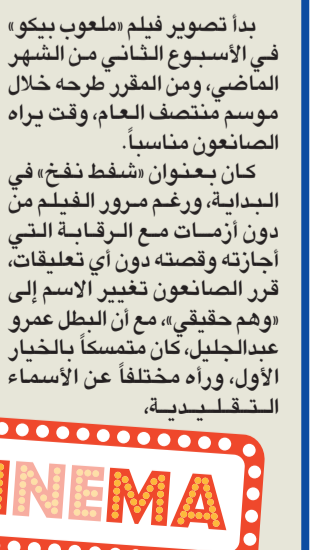 بدأ تصوير فيلم «ملعوب بيكو»
في الأسبوع الثاني من الشهر
الماضي، ومن المقرر طرحه خلال
موسم منتصف العام، وقت يراه
الصانعون مناسباً.
كان بعنوان «شفط نفخ» في
البداية، ورغم مرور الفيلم من
دون أزمات مع الرقابة التي
أجازته وقصته دون أي تعليقات،
قرر الصانعون تغيير الاسم إلى
«وهم حقيقي»، مع أن البطل عمرو
عبدالجليل، كان متمسكاً بالخيار
الأول، ورأه مختلفاً عن الأسماء
التقليدية،
INEMA